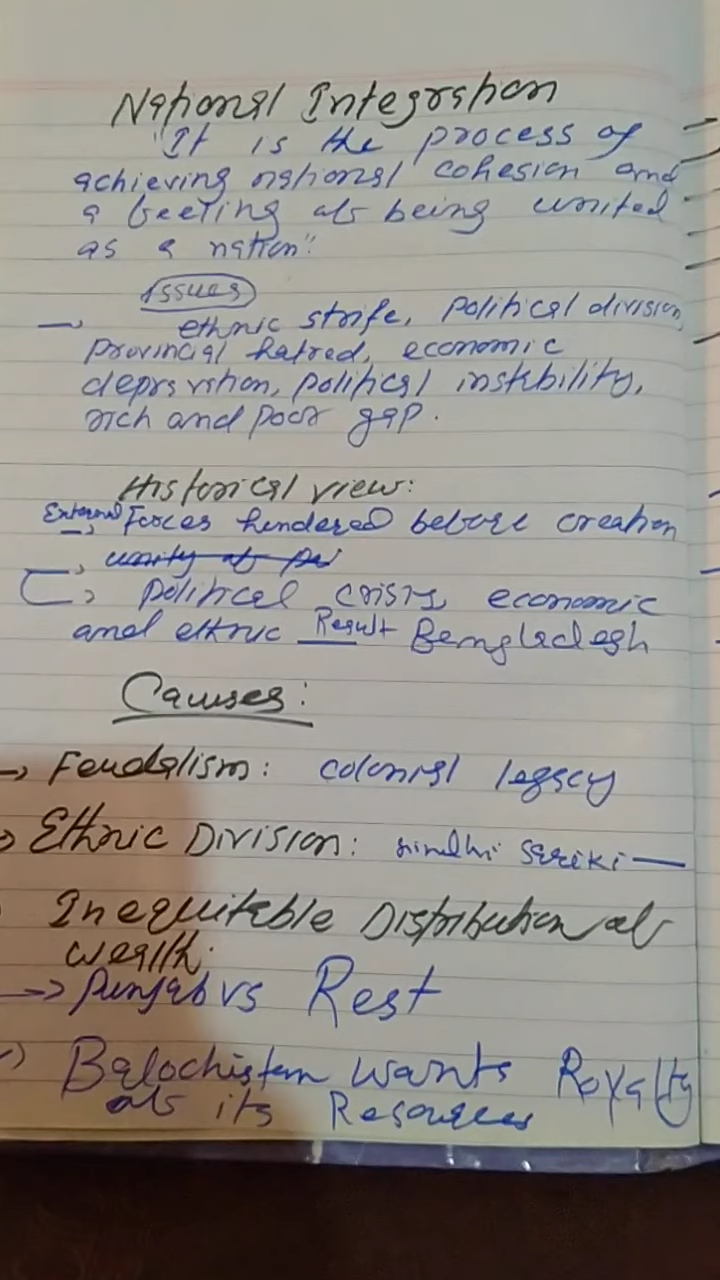 National Integration
"It is the process of
achieving national cohesion and
a feeling of being united
as a nation"
Issues
→ ethnic strife, political division,
Provincial hatred, economic
deprivation, political instability,
rich and poor gap.
Historical view:
External Forces hindered before creation
→ unity of
→ Political crisis, economic
and ethnic Result Bangladesh
Causes:
→ Feudalism: colonial legacy
→ Ethnic Division: sindhi Sariki —
Inequitable Distribution of
wealth.
→ Punjab vs Rest
Balochistan wants Royalty
of its Resources